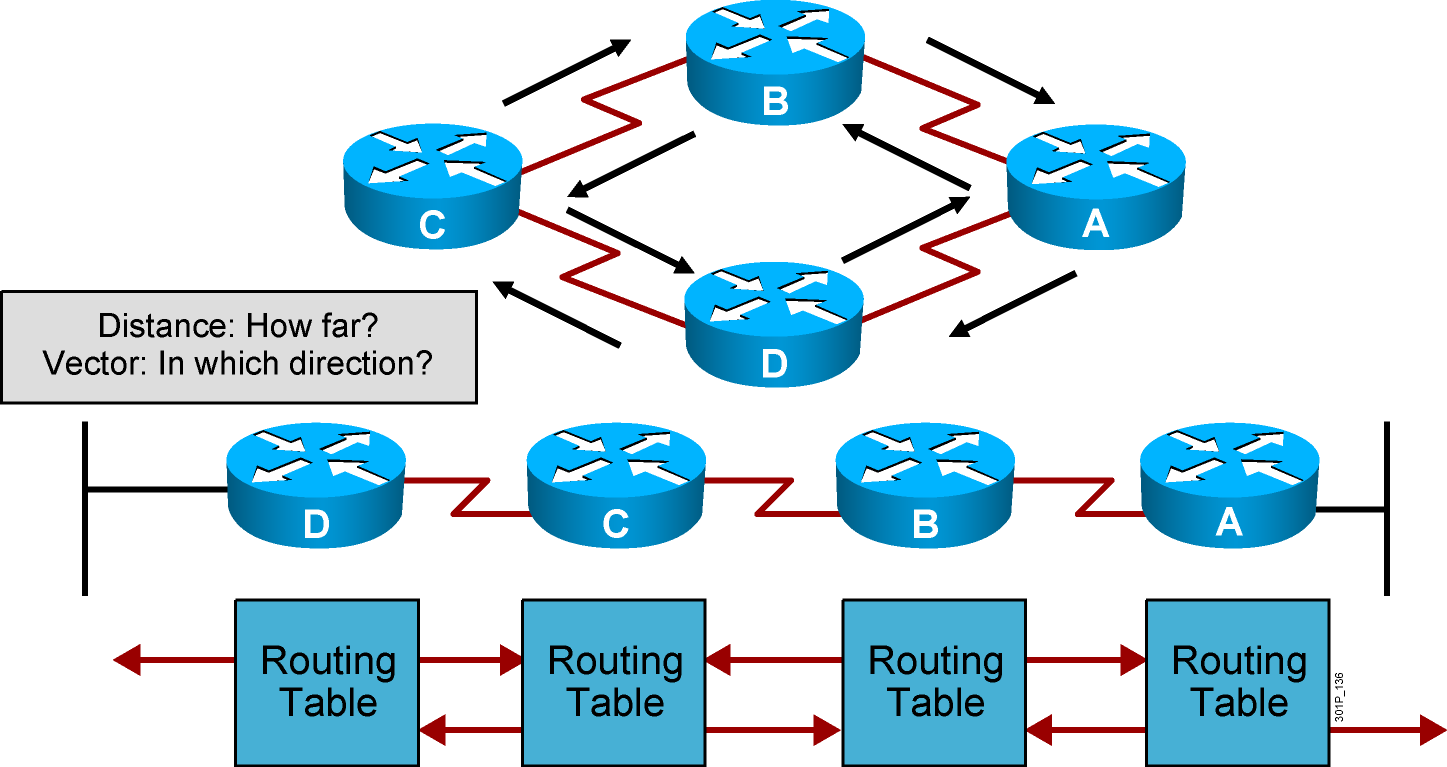 B
C
A
D
Distance: How far?
Vector: In which direction?
D
C
B
A
Routing
Table
Routing
Table
Routing
Table
Routing
Table
301P_136